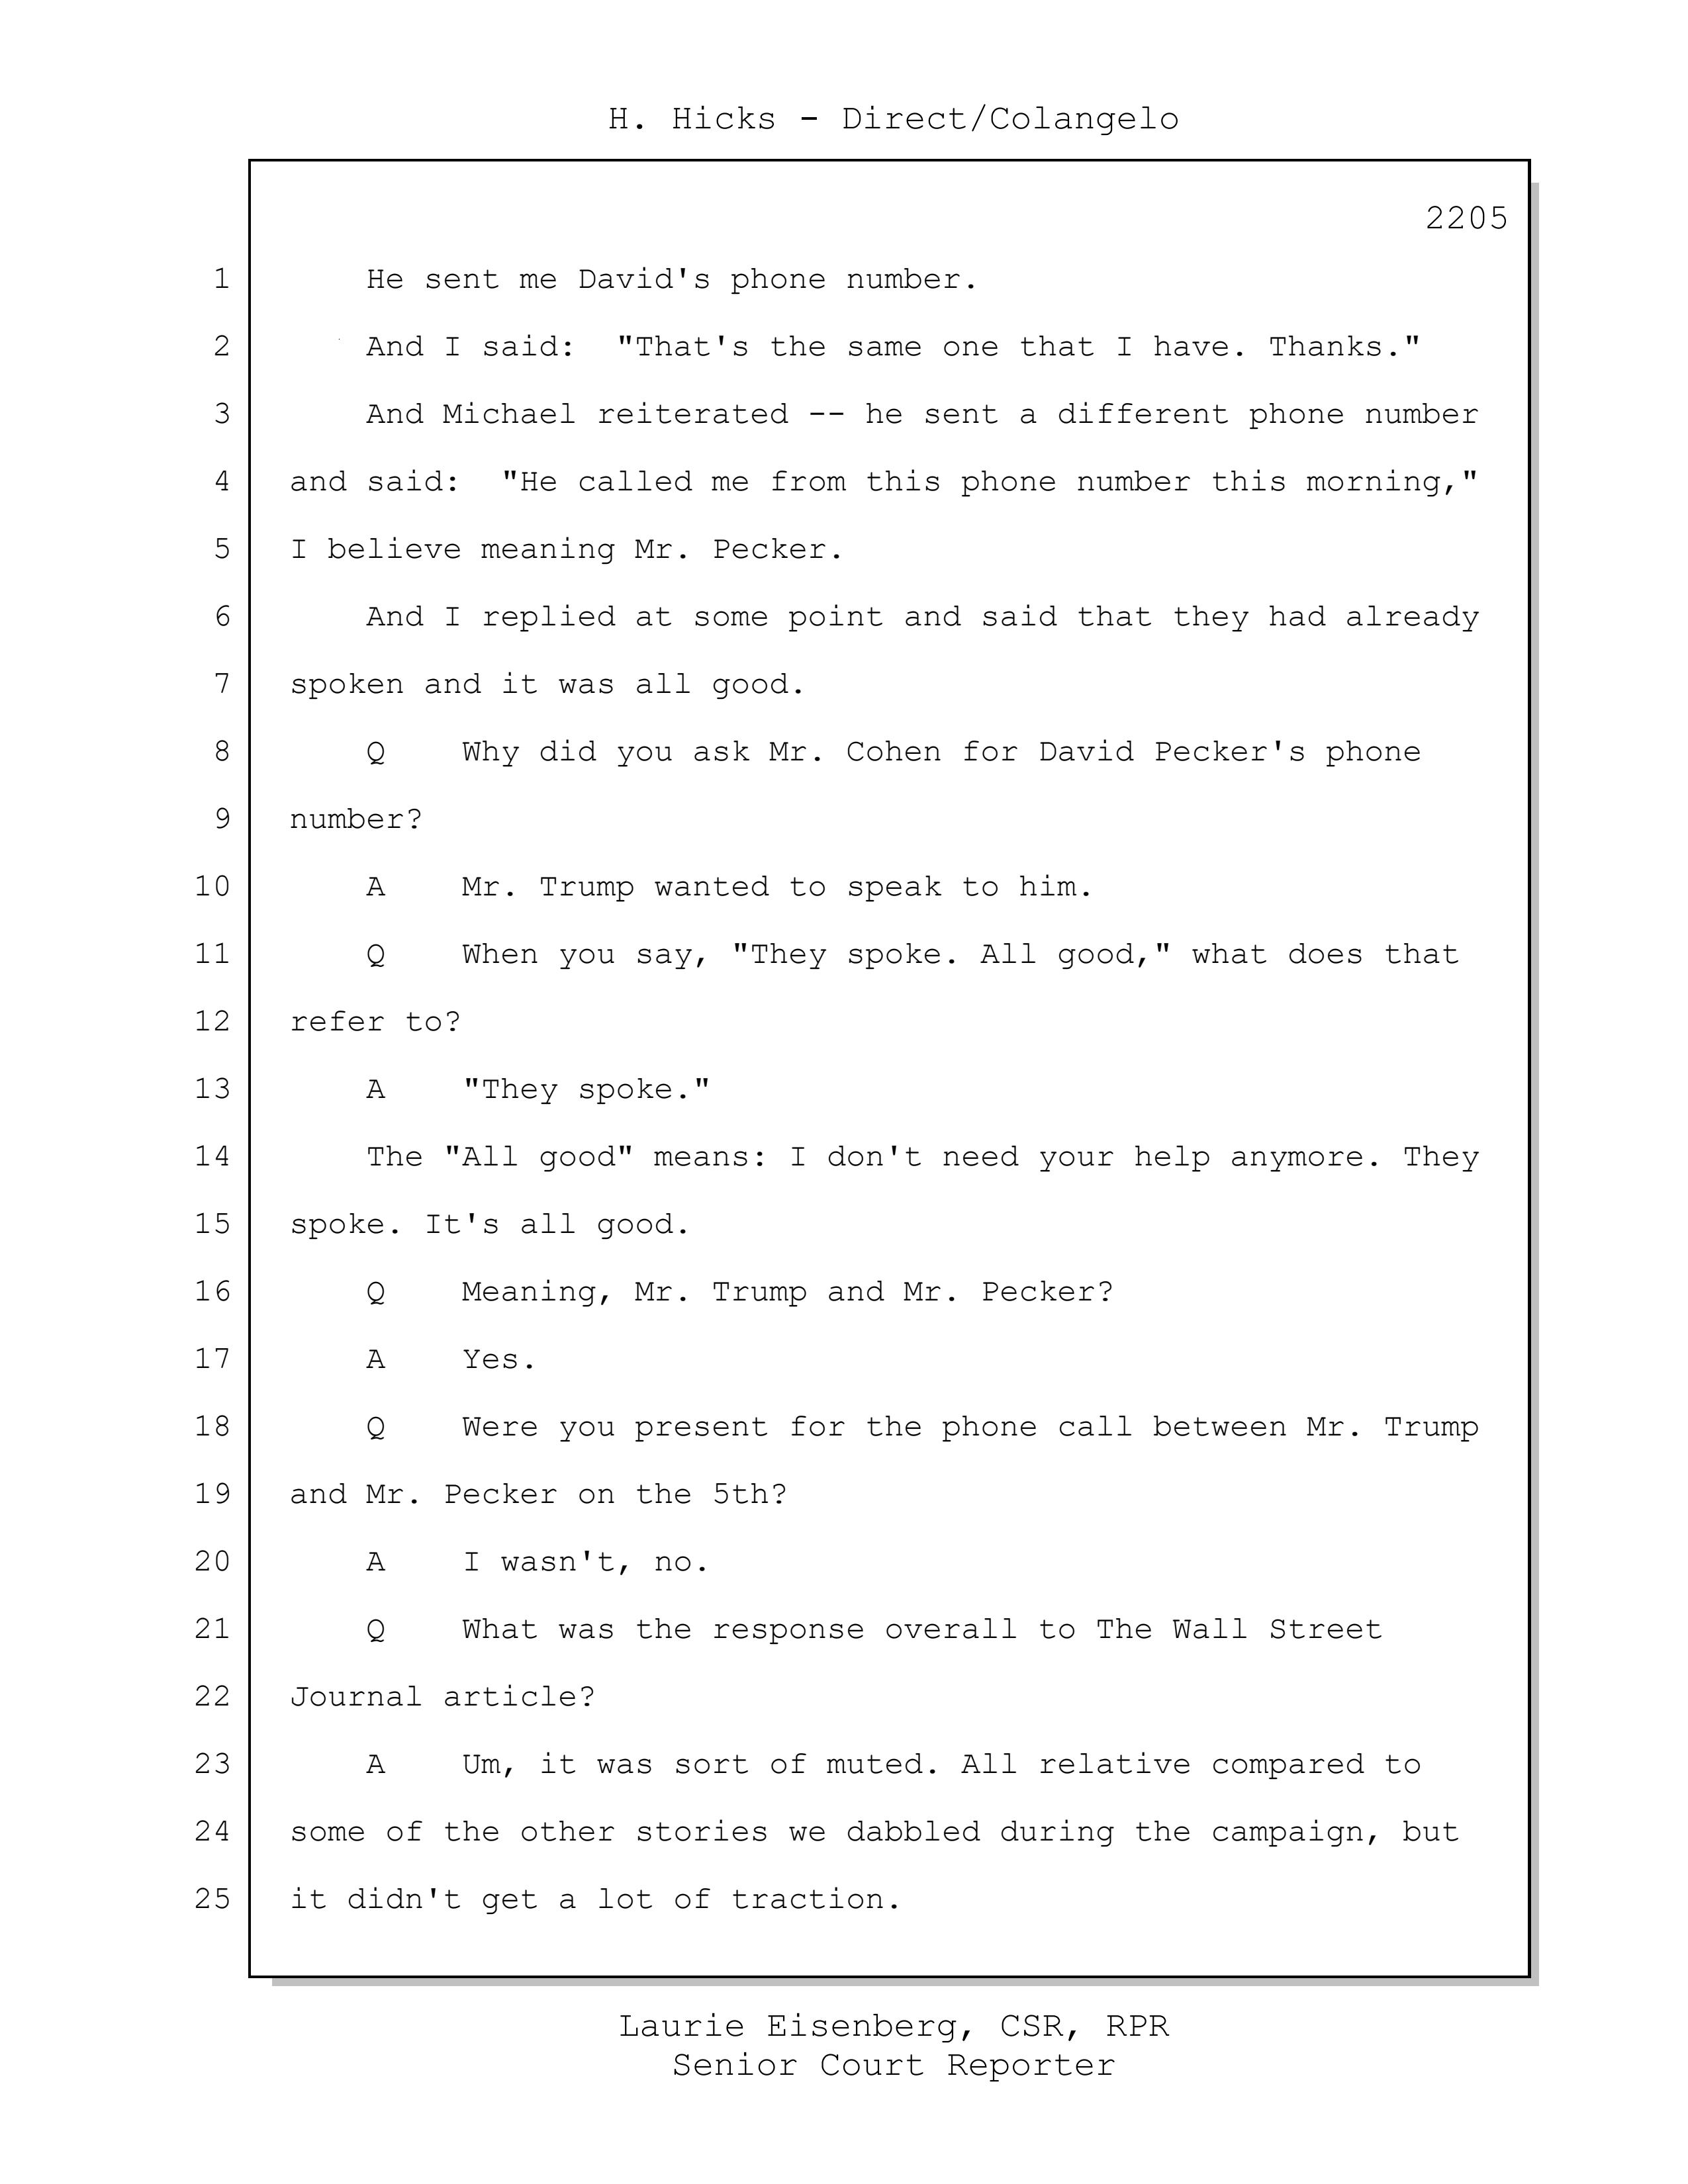 H. Hicks - Direct/Colangelo
2205
1 He sent me David's phone number.
2 And I said:  "That's the same one that I have. Thanks."
3 And Michael reiterated -- he sent a different phone number
4 and said:  "He called me from this phone number this morning,"
5 I believe meaning Mr. Pecker.
6 And I replied at some point and said that they had already
7 spoken and it was all good.
8 Q    Why did you ask Mr. Cohen for David Pecker's phone
9 number?
10 A    Mr. Trump wanted to speak to him.
11 Q    When you say, "They spoke. All good," what does that
12 refer to?
13 A    "They spoke."
14 The "All good" means: I don't need your help anymore. They
15 spoke. It's all good.
16 Q    Meaning, Mr. Trump and Mr. Pecker?
17 A    Yes.
18 Q    Were you present for the phone call between Mr. Trump
19 and Mr. Pecker on the 5th?
20 A    I wasn't, no.
21 Q    What was the response overall to The Wall Street
22 Journal article?
23 A    Um, it was sort of muted. All relative compared to
24 some of the other stories we dabbled during the campaign, but
25 it didn't get a lot of traction.
Laurie Eisenberg, CSR, RPR
Senior Court Reporter